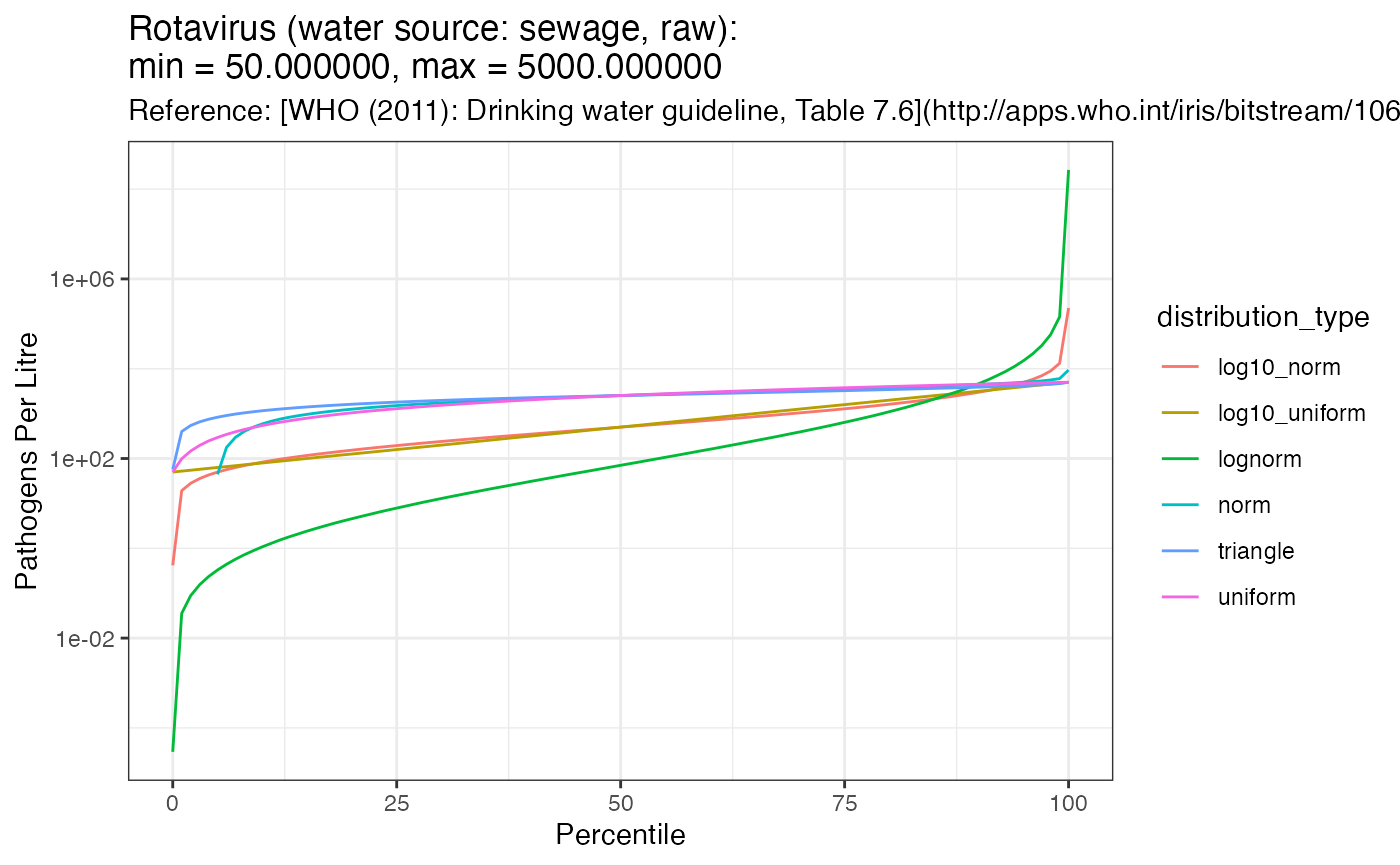 Rotavirus (water source: sewage, raw):
min = 50.000000, max = 5000.000000
Reference: [WHO (2011): Drinking water guideline, Table 7.6](http://apps.who.int/iris/bitstream/106
Pathogens Per Litre
1e+06
1e+02
1e-02
0 25 50 75 100
Percentile
distribution_type
log10_norm
log10_uniform
lognorm
norm
triangle
uniform